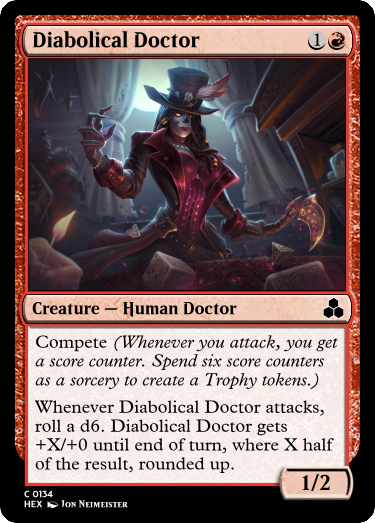 Diabolical Doctor 1
Creature — Human Doctor
Compete (Whenever you attack, you get
a score counter. Spend six score counters
as a sorcery to create a Trophy tokens.)
Whenever Diabolical Doctor attacks,
roll a d6. Diabolical Doctor gets
+X/+0 until end of turn, where X half
of the result, rounded up.
1/2
C 0134
HEX Jon Neimeister